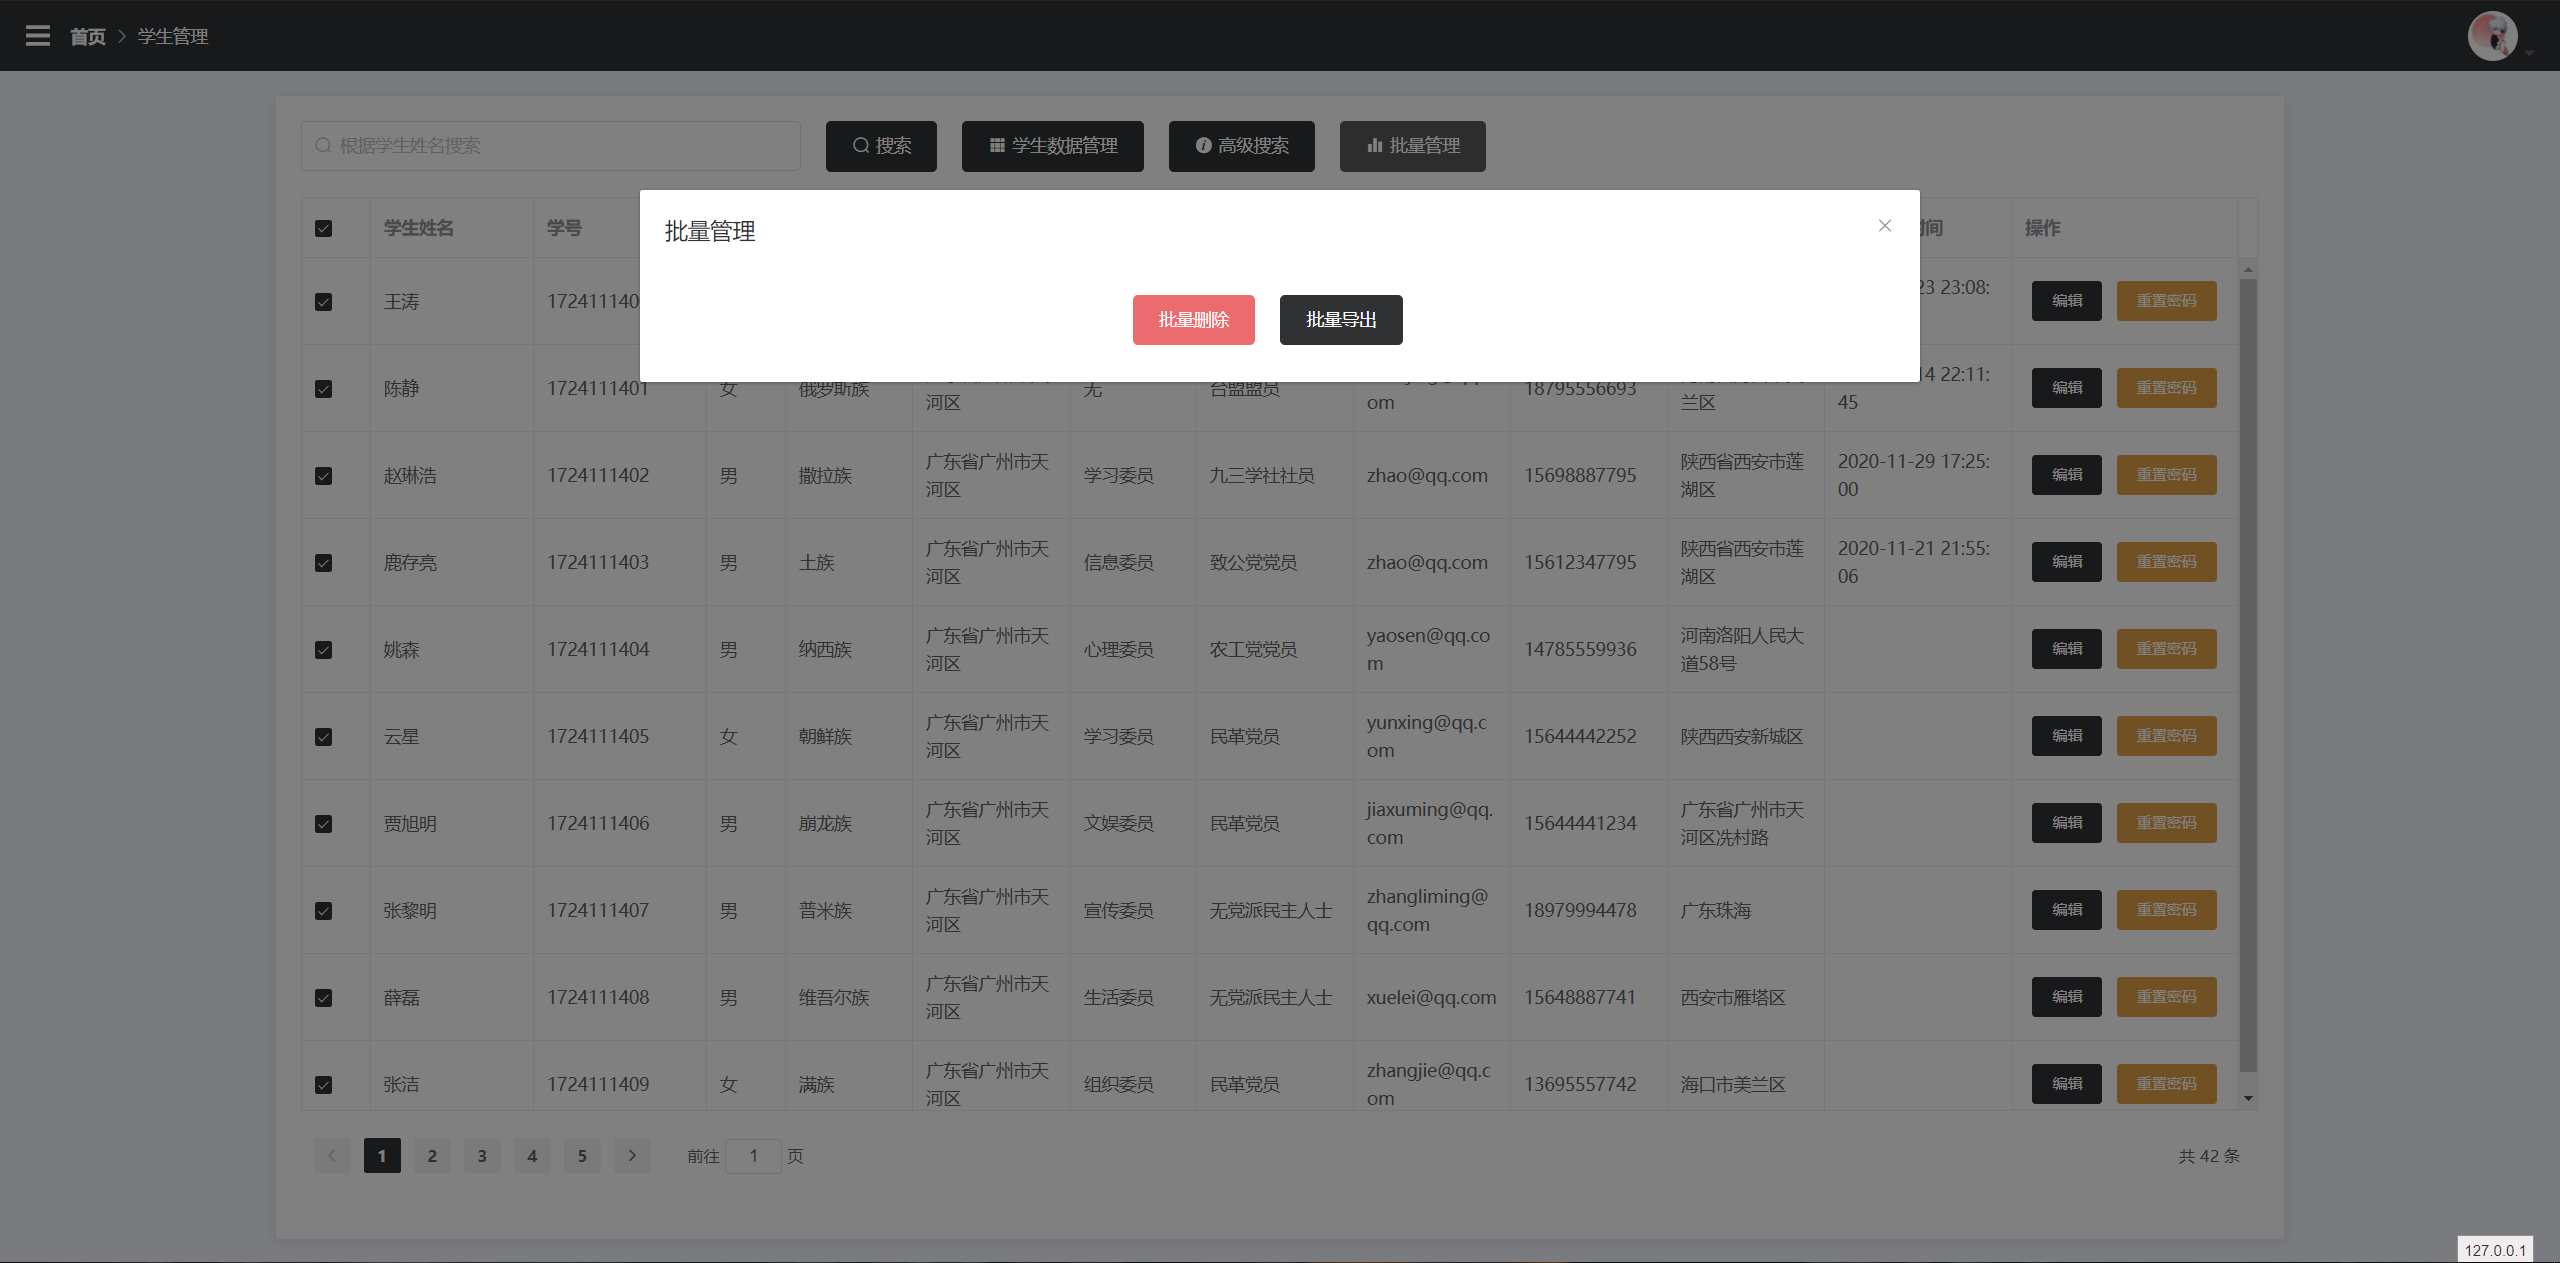 首页 > 学生管理
根据学生姓名搜索 搜索 学生数据管理 高级搜索 批量管理
批量管理
批量删除 批量导出
学生姓名 学号 间 操作
王涛 172411140 23 23:08: 编辑 重置密码
陈静 1724111401 女 俄罗斯族 河区 无 台盟盟员 om 18795556693 兰区 14 22:11: 45 编辑 重置密码
赵琳浩 1724111402 男 撒拉族 广东省广州市天河区 学习委员 九三学社社员 zhao@qq.com 15698887795 陕西省西安市莲湖区 2020-11-29 17:25:00 编辑 重置密码
鹿存亮 1724111403 男 土族 广东省广州市天河区 信息委员 致公党党员 zhao@qq.com 15612347795 陕西省西安市莲湖区 2020-11-21 21:55:06 编辑 重置密码
姚森 1724111404 男 纳西族 广东省广州市天河区 心理委员 农工党党员 yaosen@qq.com 14785559936 河南洛阳人民大道58号 编辑 重置密码
云星 1724111405 女 朝鲜族 广东省广州市天河区 学习委员 民革党员 yunxing@qq.com 15644442252 陕西西安新城区 编辑 重置密码
贾旭明 1724111406 男 崩龙族 广东省广州市天河区 文娱委员 民革党员 jiaxuming@qq.com 15644441234 广东省广州市天河区冼村路 编辑 重置密码
张黎明 1724111407 男 普米族 广东省广州市天河区 宣传委员 无党派民主人士 zhangliming@qq.com 18979994478 广东珠海 编辑 重置密码
薛磊 1724111408 男 维吾尔族 广东省广州市天河区 生活委员 无党派民主人士 xuelei@qq.com 15648887741 西安市雁塔区 编辑 重置密码
张洁 1724111409 女 满族 广东省广州市天河区 组织委员 民革党员 zhangjie@qq.com 13695557742 海口市美兰区 编辑 重置密码
1 2 3 4 5 前往 1 页 共 42 条
127.0.0.1